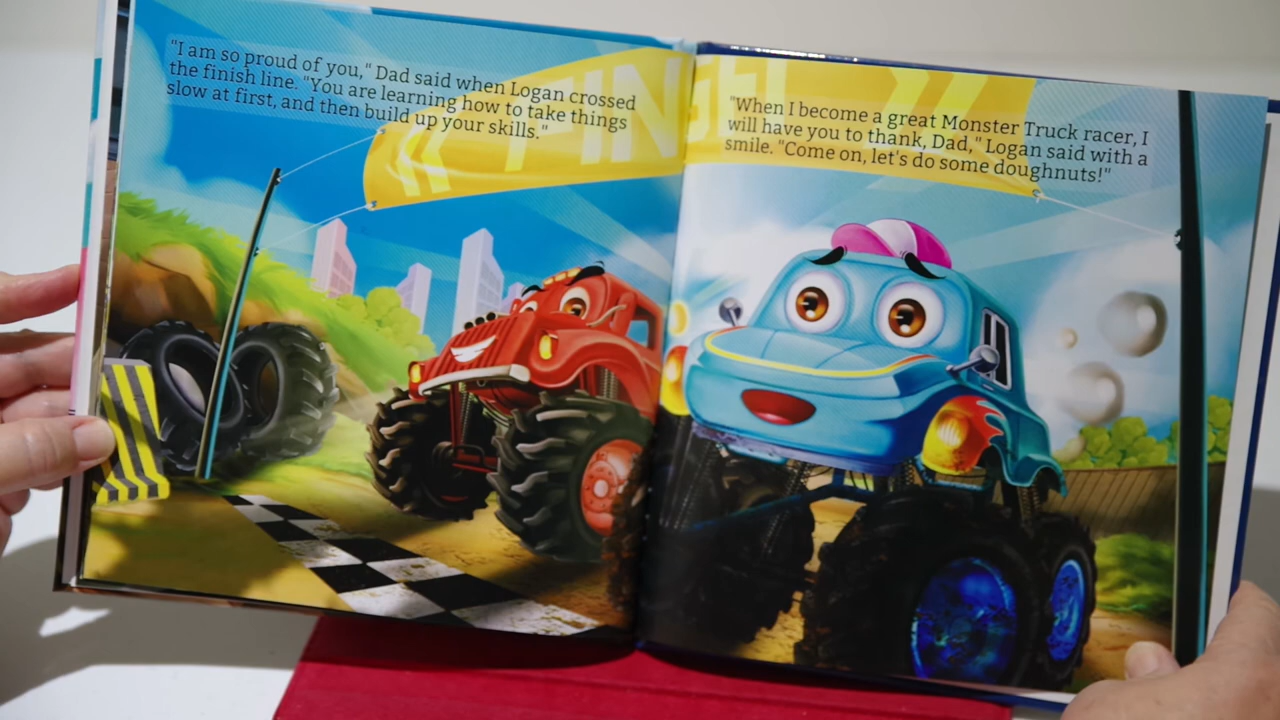 "I am so proud of you," Dad said when Logan crossed
the finish line. "You are learning how to take things
slow at first, and then build up your skills."
"When I become a great Monster Truck racer, I
will have you to thank, Dad," Logan said with a
smile. "Come on, let's do some doughnuts!"